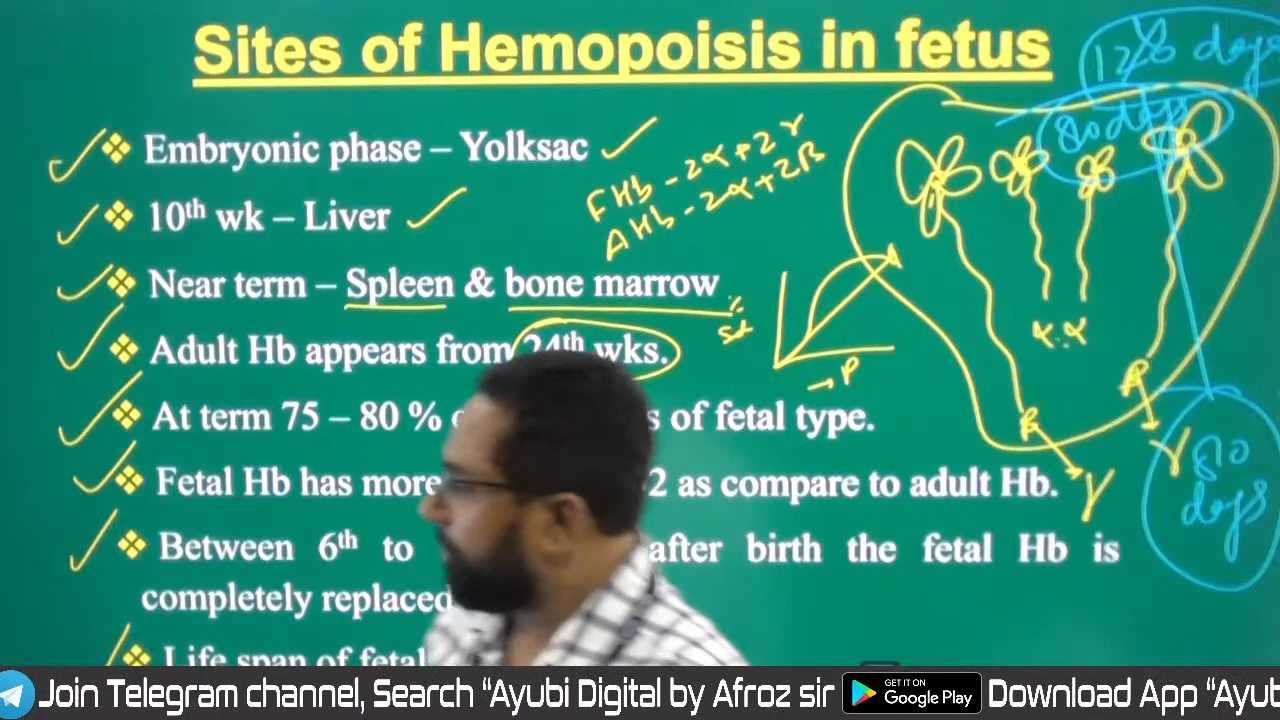 Sites of Hemopoisis in fetus
❖ Embryonic phase – Yolksac
❖ 10th wk – Liver
❖ Near term – Spleen & bone marrow
❖ Adult Hb appears from 24th wks.
❖ At term 75 – 80 % s of fetal type.
❖ Fetal Hb has more 2 as compare to adult Hb.
❖ Between 6th to after birth the fetal Hb is
completely replaced
❖ Life span of fetal
FHb - 2α + 2γ
AHb - 2α + 2β
days
80 days
α α
P
β
γ
γ
80
days
Join Telegram channel, Search “Ayubi Digital by Afroz sir
GET IT ON
Google Play
Download App “Ayub